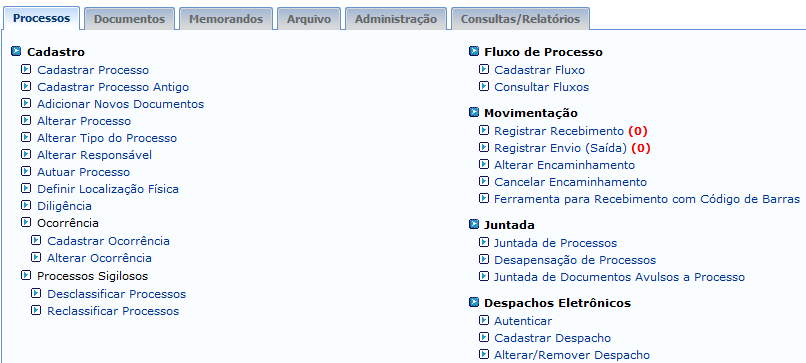 Processos Documentos Memorandos Arquivo Administração Consultas/Relatórios
Cadastro
Cadastrar Processo
Cadastrar Processo Antigo
Adicionar Novos Documentos
Alterar Processo
Alterar Tipo do Processo
Alterar Responsável
Autuar Processo
Definir Localização Física
Diligência
Ocorrência
Cadastrar Ocorrência
Alterar Ocorrência
Processos Sigilosos
Desclassificar Processos
Reclassificar Processos
Fluxo de Processo
Cadastrar Fluxo
Consultar Fluxos
Movimentação
Registrar Recebimento (0)
Registrar Envio (Saída) (0)
Alterar Encaminhamento
Cancelar Encaminhamento
Ferramenta para Recebimento com Código de Barras
Juntada
Juntada de Processos
Desapensação de Processos
Juntada de Documentos Avulsos a Processo
Despachos Eletrônicos
Autenticar
Cadastrar Despacho
Alterar/Remover Despacho